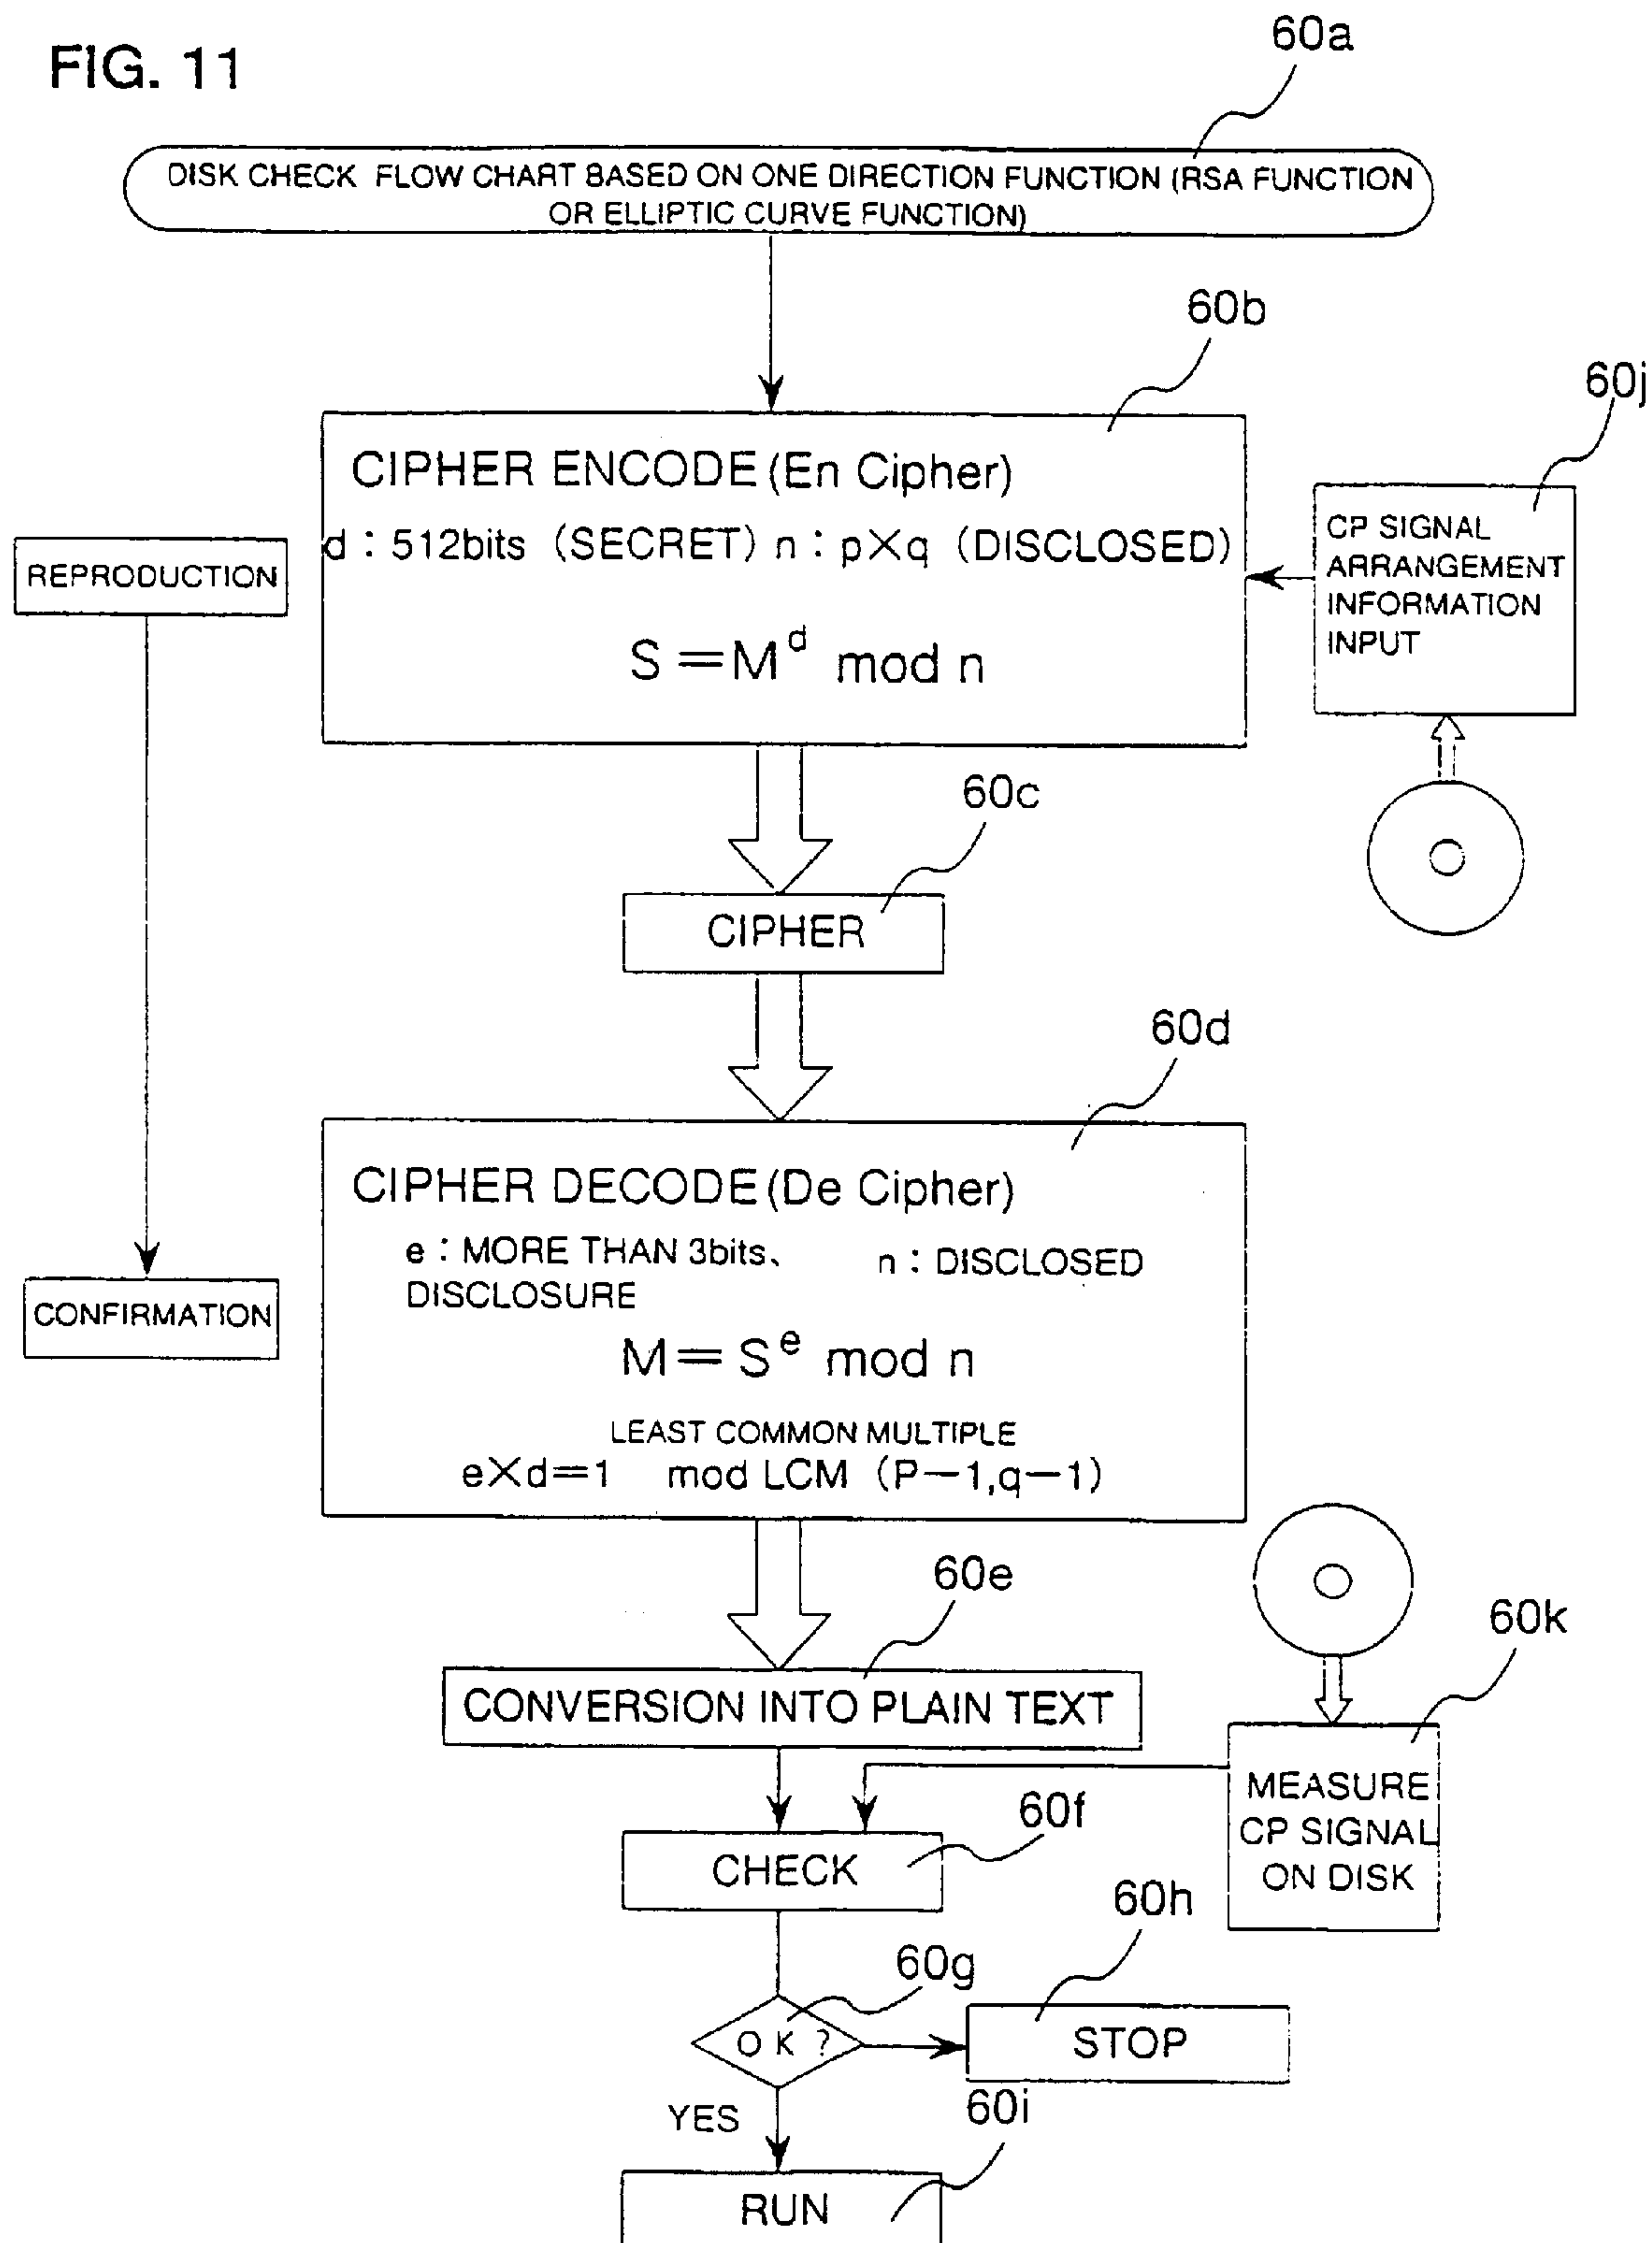 FIG. 11
60a
DISK CHECK FLOW CHART BASED ON ONE DIRECTION FUNCTION (RSA FUNCTION
OR ELLIPTIC CURVE FUNCTION)
60b
60j
CIPHER ENCODE (En Cipher)
d : 512bits (SECRET) n : p×q (DISCLOSED)
S = M^d mod n
CP SIGNAL
ARRANGEMENT
INFORMATION
INPUT
REPRODUCTION
60c
CIPHER
60d
CIPHER DECODE (De Cipher)
e : MORE THAN 3bits、 n : DISCLOSED
DISCLOSURE
M = S^e mod n
LEAST COMMON MULTIPLE
e×d=1 mod LCM (P−1,q−1)
CONFIRMATION
60e
CONVERSION INTO PLAIN TEXT
60k
MEASURE
CP SIGNAL
ON DISK
60f
CHECK
60h
60g
OK ?
STOP
YES
60i
RUN